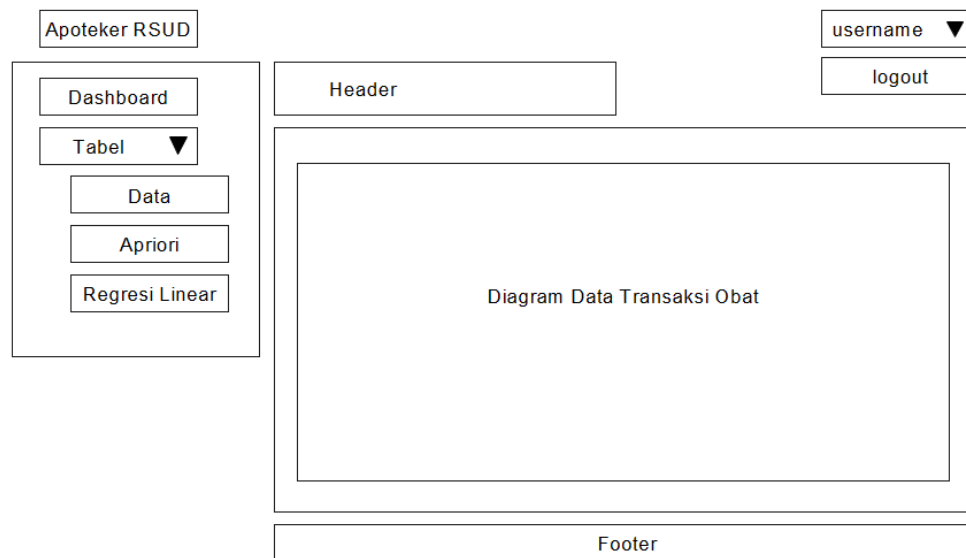 Apoteker RSUD
username
logout
Dashboard
Tabel
Data
Apriori
Regresi Linear
Header
Diagram Data Transaksi Obat
Footer